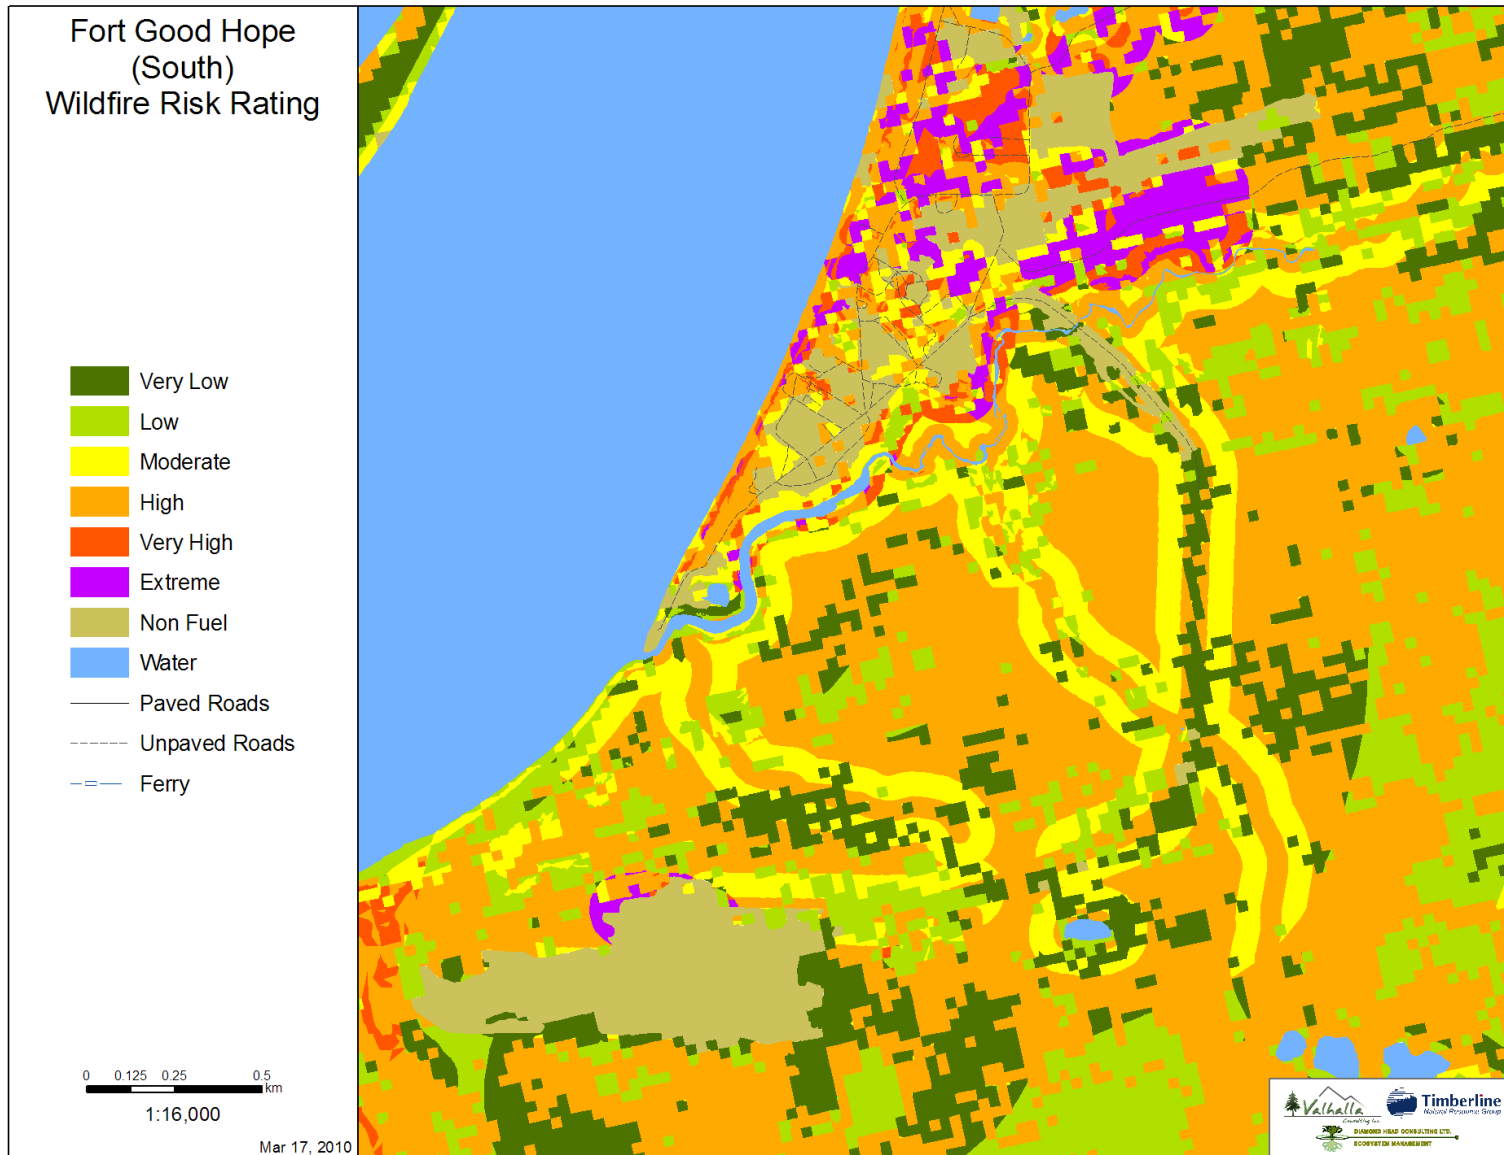 Fort Good Hope
(South)
Wildfire Risk Rating
Very Low
Low
Moderate
High
Very High
Extreme
Non Fuel
Water
Paved Roads
Unpaved Roads
Ferry
0 0.125 0.25 0.5
km
1:16,000
Mar 17, 2010
Valhalla
Consulting Inc.
Timberline
Natural Resource Group
DIAMOND HEAD CONSULTING LTD.
ECOSYSTEM MANAGEMENT